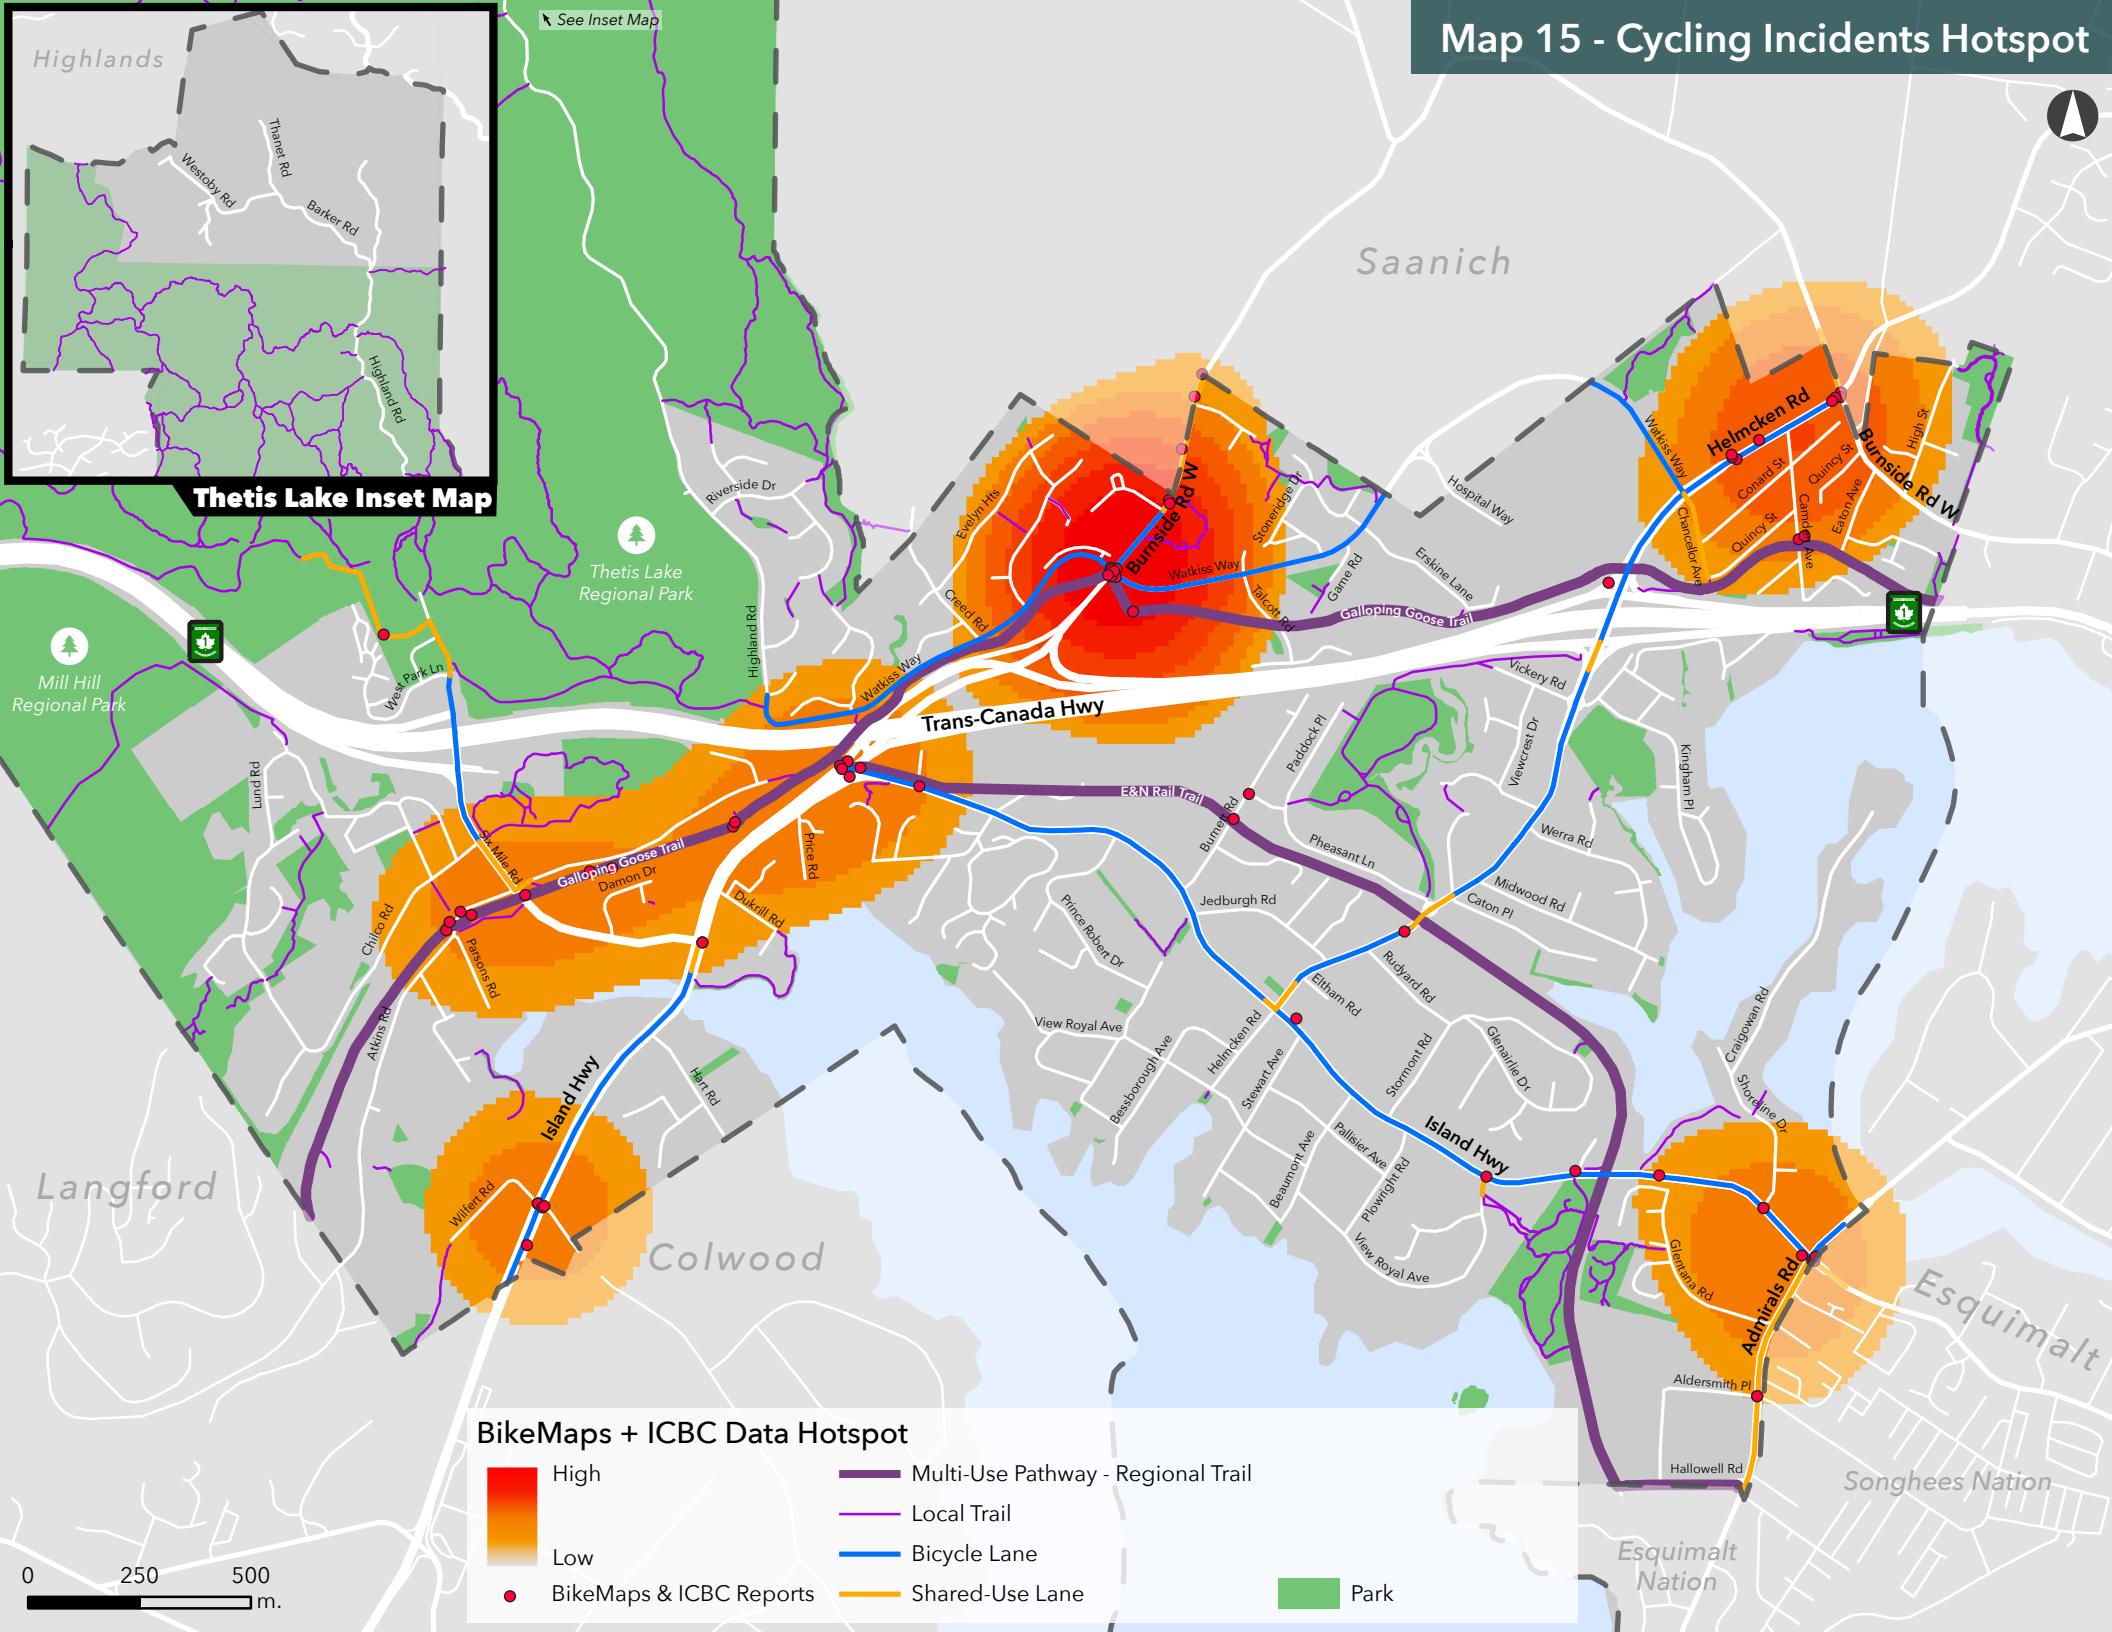 See Inset Map
Map 15 - Cycling Incidents Hotspot
Highlands
Thanet Rd
Westoby Rd
Barker Rd
Highland Rd
Thetis Lake Inset Map
Saanich
Riverside Dr
Thetis Lake
Regional Park
Mill Hill
Regional Park
1
1
Highland Rd
West Park Ln
Lund Rd
Evelyn Hts
Creed Rd
Burnside Rd W
Watkiss Way
Watkiss Way
Stoneridge Dr
Talcott Rd
Game Rd
Erskine Lane
Hospital Way
Watkiss Way
Helmcken Rd
Burnside Rd W
High St
Conard St
Quincy St
Quincy St
Camden Ave
Eaton Ave
Chancellor Ave
Galloping Goose Trail
Trans-Canada Hwy
Vickery Rd
Viewcrest Dr
Kingham Pl
Paddock Pl
E&N Rail Trail
Burnett Rd
Pheasant Ln
Werra Rd
Midwood Rd
Caton Pl
Six Mile Rd
Galloping Goose Trail
Damon Dr
Price Rd
Dukrill Rd
Chilco Rd
Parsons Rd
Atkins Rd
Prince Robert Dr
Jedburgh Rd
Rudyard Rd
Eltham Rd
View Royal Ave
Bessborough Ave
Helmcken Rd
Stewart Ave
Stormont Rd
Glenairlie Dr
Craigowan Rd
Shoreline Dr
Hart Rd
Island Hwy
Island Hwy
Pallisier Ave
Beaumont Ave
Plowright Rd
View Royal Ave
Wilfert Rd
Langford
Colwood
Glentana Rd
Admirals Rd
Esquimalt
Aldersmith Pl
Hallowell Rd
Songhees Nation
Esquimalt
Nation
BikeMaps + ICBC Data Hotspot
High
Low
BikeMaps & ICBC Reports
Multi-Use Pathway - Regional Trail
Local Trail
Bicycle Lane
Shared-Use Lane
Park
0 250 500
m.